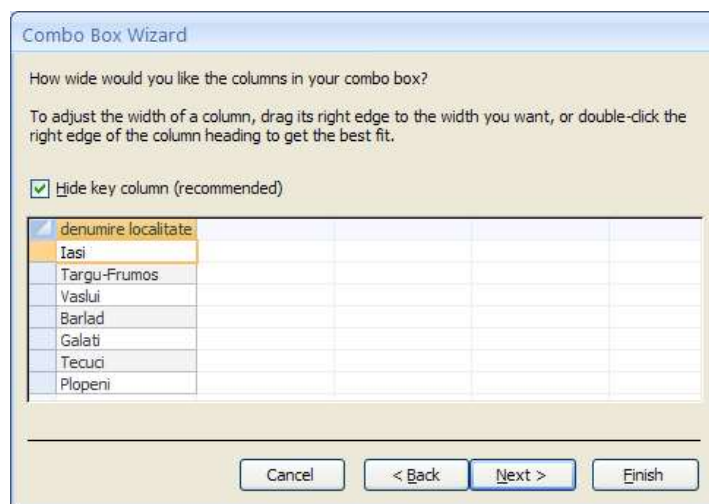 Combo Box Wizard
How wide would you like the columns in your combo box?
To adjust the width of a column, drag its right edge to the width you want, or double-click the
right edge of the column heading to get the best fit.
Hide key column (recommended)
denumire localitate
Iasi
Targu-Frumos
Vaslui
Barlad
Galati
Tecuci
Plopeni
Cancel < Back Next > Finish